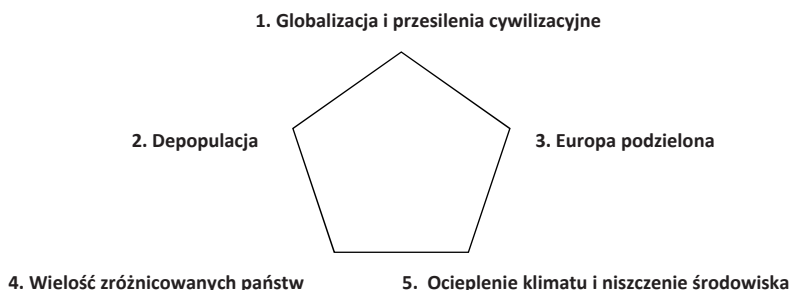 1. Globalizacja i przesilenia cywilizacyjne
2. Depopulacja
3. Europa podzielona
4. Wielość zróżnicowanych państw
5. Ocieplenie klimatu i niszczenie środowiska